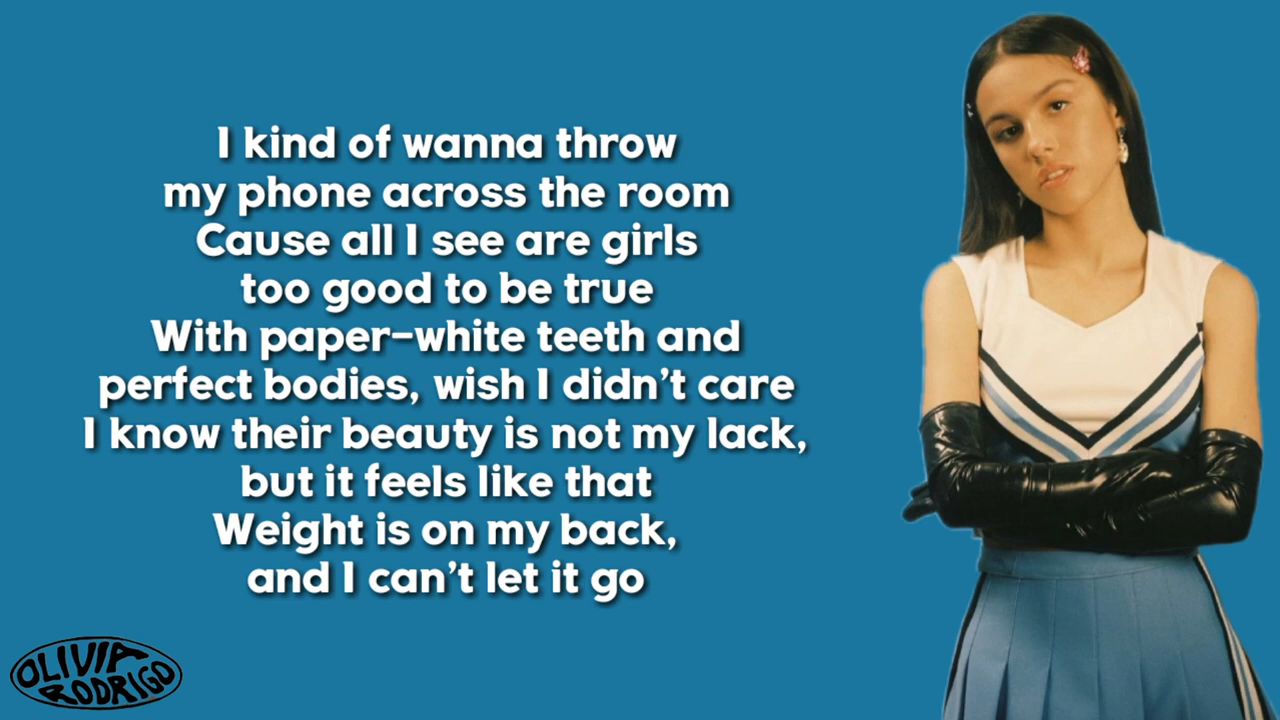 I kind of wanna throw
my phone across the room
Cause all I see are girls
too good to be true
With paper-white teeth and
perfect bodies, wish I didn't care
I know their beauty is not my lack,
but it feels like that
Weight is on my back,
and I can't let it go
OLIVIA
RODRIGO